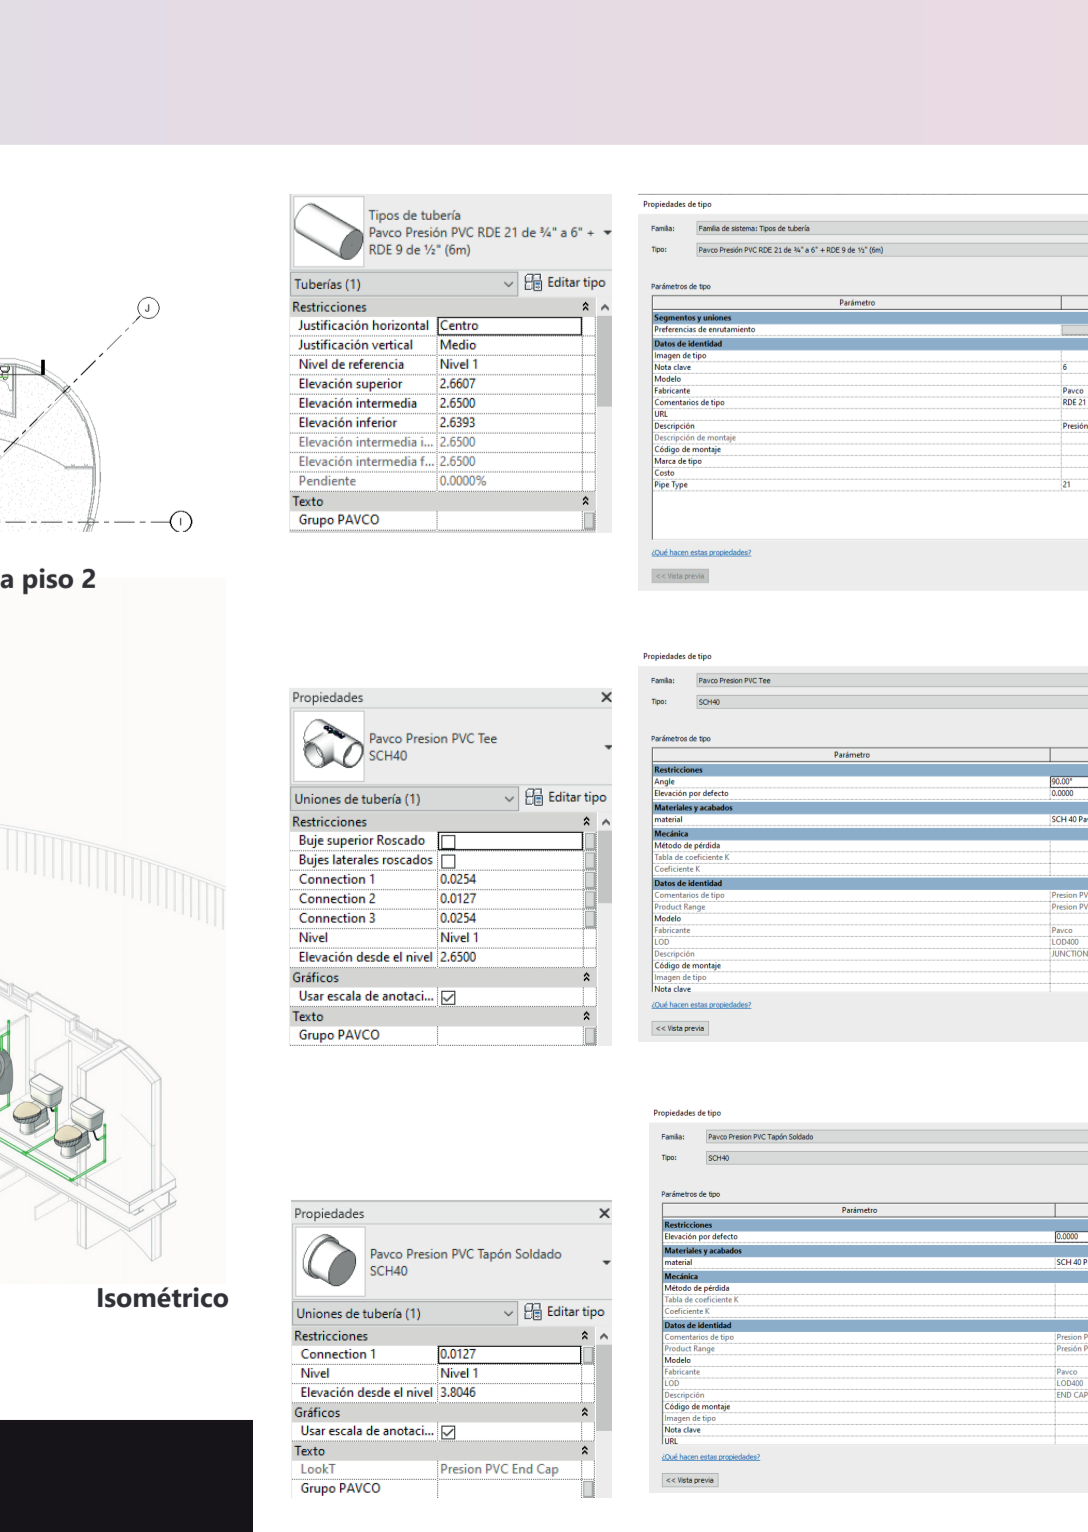 J
I
a piso 2
Isométrico
Tipos de tubería
Pavco Presión PVC RDE 21 de ¾" a 6" +
RDE 9 de ½" (6m)
Tuberías (1)
Editar tipo
Restricciones
Justificación horizontal Centro
Justificación vertical Medio
Nivel de referencia Nivel 1
Elevación superior 2.6607
Elevación intermedia 2.6500
Elevación inferior 2.6393
Elevación intermedia i... 2.6500
Elevación intermedia f... 2.6500
Pendiente 0.0000%
Texto
Grupo PAVCO
Propiedades de tipo
Familia: Familia de sistema: Tipos de tubería
Tipo: Pavco Presión PVC RDE 21 de ¾" a 6" + RDE 9 de ½" (6m)
Parámetros de tipo
Parámetro
Segmentos y uniones
Preferencias de enrutamiento
Datos de identidad
Imagen de tipo
Nota clave 6
Modelo
Fabricante Pavco
Comentarios de tipo RDE 21
URL
Descripción Presión
Descripción de montaje
Código de montaje
Marca de tipo
Costo
Pipe Type 21
¿Qué hacen estas propiedades?
<< Vista previa
Propiedades
Pavco Presion PVC Tee
SCH40
Uniones de tubería (1)
Editar tipo
Restricciones
Buje superior Roscado
Bujes laterales roscados
Connection 1 0.0254
Connection 2 0.0127
Connection 3 0.0254
Nivel Nivel 1
Elevación desde el nivel 2.6500
Gráficos
Usar escala de anotaci...
Texto
Grupo PAVCO
Propiedades de tipo
Familia: Pavco Presion PVC Tee
Tipo: SCH40
Parámetros de tipo
Parámetro
Restricciones
Angle 90.00°
Elevación por defecto 0.0000
Materiales y acabados
material SCH 40 Pa
Mecánica
Método de pérdida
Tabla de coeficiente K
Coeficiente K
Datos de identidad
Comentarios de tipo Presion PV
Product Range Presion PV
Modelo
Fabricante Pavco
LOD LOD400
Descripción JUNCTION
Código de montaje
Imagen de tipo
Nota clave
¿Qué hacen estas propiedades?
<< Vista previa
Propiedades
Pavco Presion PVC Tapón Soldado
SCH40
Uniones de tubería (1)
Editar tipo
Restricciones
Connection 1 0.0127
Nivel Nivel 1
Elevación desde el nivel 3.8046
Gráficos
Usar escala de anotaci...
Texto
LookT Presion PVC End Cap
Grupo PAVCO
Propiedades de tipo
Familia: Pavco Presion PVC Tapón Soldado
Tipo: SCH40
Parámetros de tipo
Parámetro
Restricciones
Elevación por defecto 0.0000
Materiales y acabados
material SCH 40 P
Mecánica
Método de pérdida
Tabla de coeficiente K
Coeficiente K
Datos de identidad
Comentarios de tipo Presion P
Product Range Presión P
Modelo
Fabricante Pavco
LOD LOD400
Descripción END CAP
Código de montaje
Imagen de tipo
Nota clave
URL
¿Qué hacen estas propiedades?
<< Vista previa